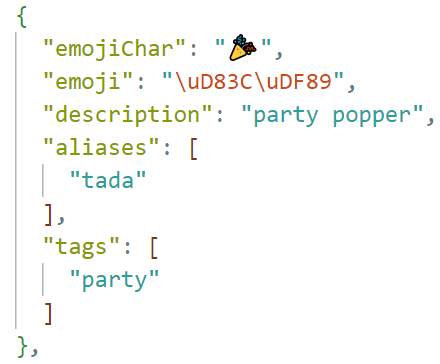 {
"emojiChar": "🎉",
"emoji": "\uD83C\uDF89",
"description": "party popper",
"aliases": [
"tada"
],
"tags": [
"party"
]
},